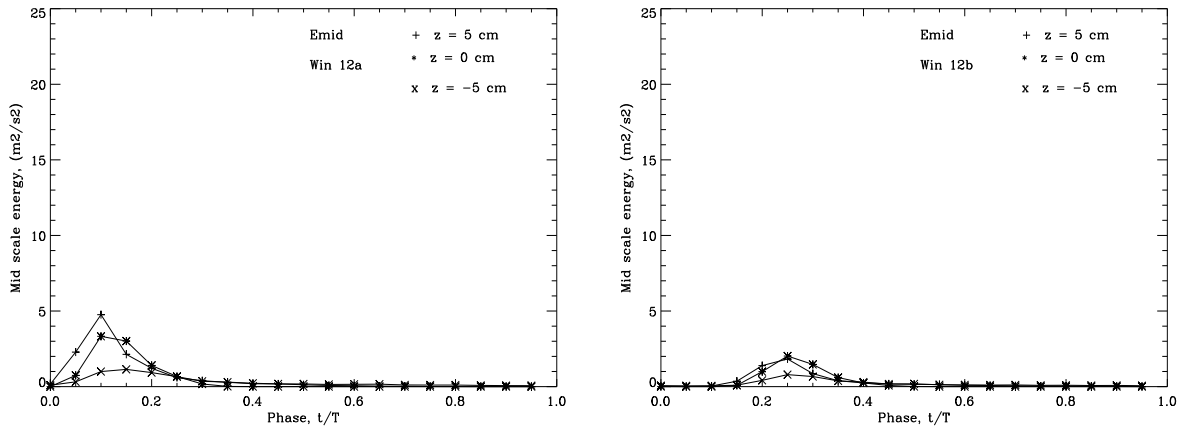 25
20
15
10
5
0
0.0 0.2 0.4 0.6 0.8 1.0
Phase, t/T
Mid scale energy, (m2/s2)
Emid
Win 12a
+ z = 5 cm
* z = 0 cm
x z = -5 cm
25
20
15
10
5
0
0.0 0.2 0.4 0.6 0.8 1.0
Phase, t/T
Mid scale energy, (m2/s2)
Emid
Win 12b
+ z = 5 cm
* z = 0 cm
x z = -5 cm